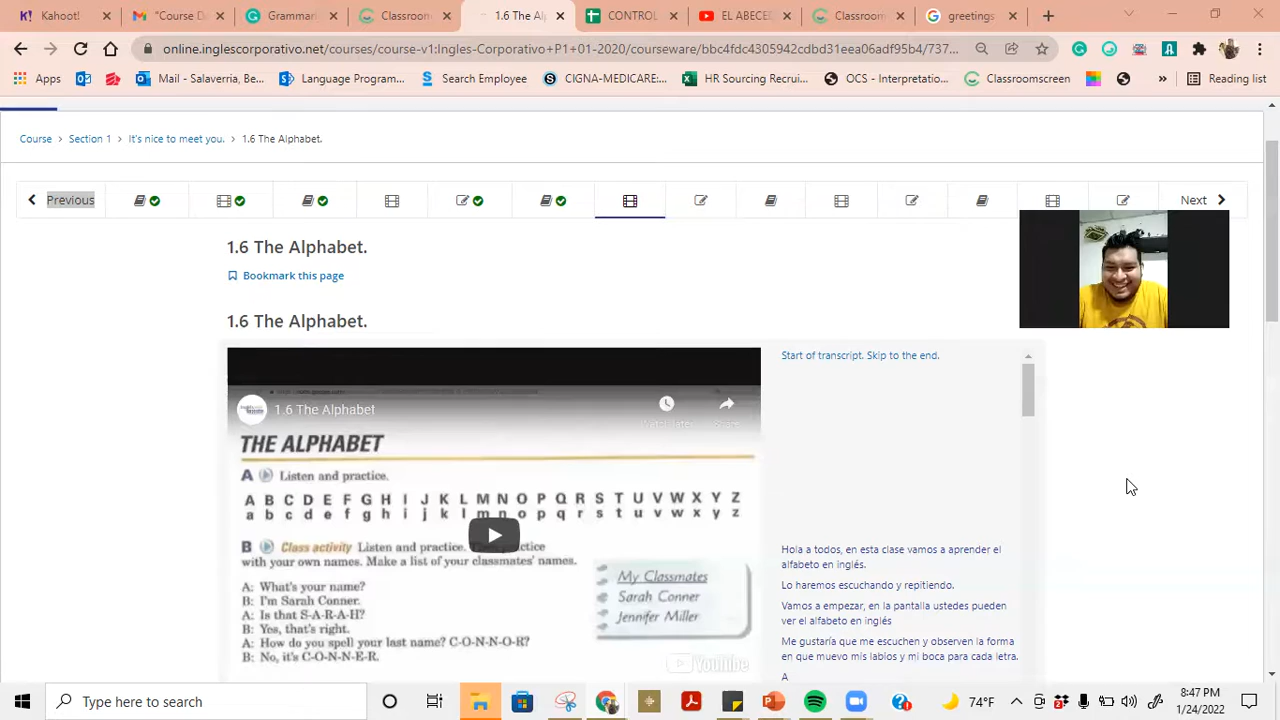 Kahoot!
"Course D
Grammari
Classroom
1.6 The Alp
CONTROL
EL ABECED
Classroom
greetings
online.inglescorporativo.net/courses/course-v1:Ingles-Corporativo+P1+01-2020/courseware/bbc4fdc4305942cdbd31eea06adf95b4/737...
Apps
Mail - Salaverria, Be...
Language Program...
Search Employee
CIGNA-MEDICARE...
HR Sourcing Recrui...
OCS - Interpretatio...
Classroomscreen
»
Reading list
Course > Section 1 > It's nice to meet you. > 1.6 The Alphabet.
Previous
Next
1.6 The Alphabet.
Bookmark this page
1.6 The Alphabet.
1.6 The Alphabet
Watch later
Share
THE ALPHABET
A Listen and practice.
A B C D E F G H I J K L M N O P Q R S T U V W X Y Z
a b c d e f g h i j k l m n o p q r s t u v w x y z
B Class activity Listen and practice.
with your own names. Make a list of your classmates' names.
A: What's your name?
B: I'm Sarah Conner.
A: Is that S-A-R-A-H?
B: Yes, that's right.
A: How do you spell your last name? C-O-N-N-O-R?
B: No, it's C-O-N-N-E-R.
My Classmates
Sarah Conner
Jennifer Miller
YouTube
Start of transcript. Skip to the end.
Hola a todos, en esta clase vamos a aprender el
alfabeto en inglés.
Lo haremos escuchando y repitiendo.
Vamos a empezar, en la pantalla ustedes pueden
ver el alfabeto en inglés
Me gustaría que me escuchen y observen la forma
en que muevo mis labios y mi boca para cada letra.
A
Type here to search
74°F
8:47 PM
1/24/2022